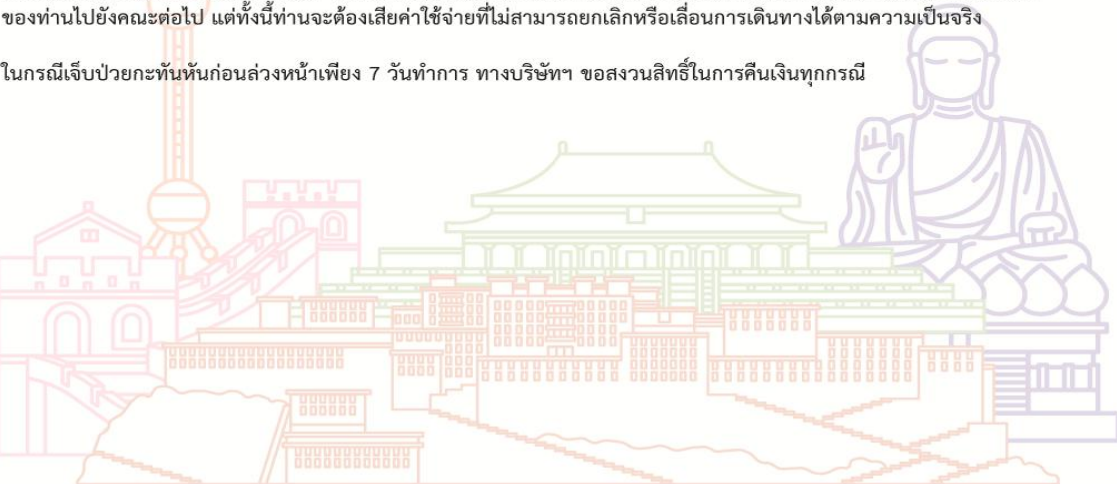 ของท่านไปยังคณะต่อไป แต่ทั้งนี้ท่านจะต้องเสียค่าใช้จ่ายที่ไม่สามารถยกเลิกหรือเลื่อนการเดินทางได้ตามความเป็นจริง
ในกรณีเจ็บป่วยกะทันหันก่อนล่วงหน้าเพียง 7 วันทำการ ทางบริษัทฯ ขอสงวนสิทธิ์ในการคืนเงินทุกกรณี